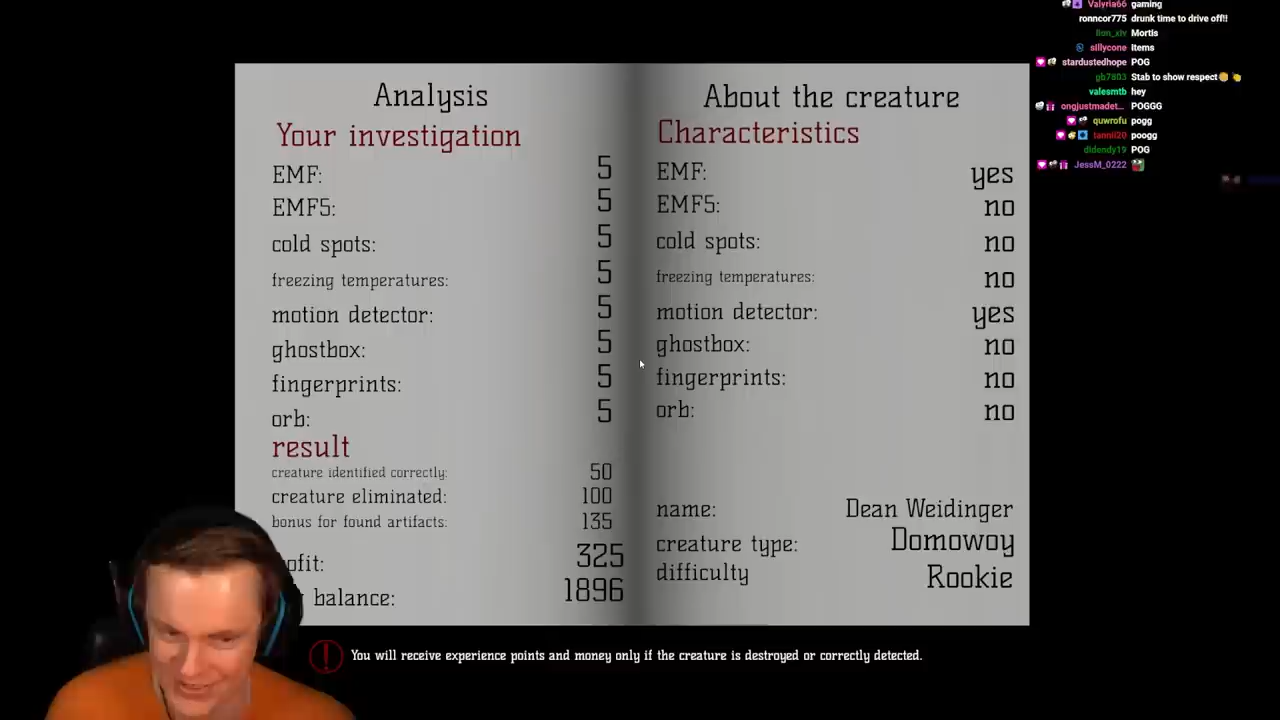 Valyria66 gaming
ronncor775 drunk time to drive off!!
lion_xiv Mortis
sillycone items
stardustedhope POG
gb7803 Stab to show respect
valesmtb hey
ongjustmadet... POGGG
quwrofu pogg
tannii20 poogg
didendy19 POG
JessM_0222
Analysis
Your investigation
EMF: 5
EMF5: 5
cold spots: 5
freezing temperatures: 5
motion detector: 5
ghostbox: 5
fingerprints: 5
orb: 5
result
creature identified correctly: 50
creature eliminated: 100
bonus for found artifacts: 135
ofit: 325
balance: 1896
About the creature
Characteristics
EMF: yes
EMF5: no
cold spots: no
freezing temperatures: no
motion detector: yes
ghostbox: no
fingerprints: no
orb: no
name: Dean Weidinger
creature type: Domowoy
difficulty Rookie
You will receive experience points and money only if the creature is destroyed or correctly detected.